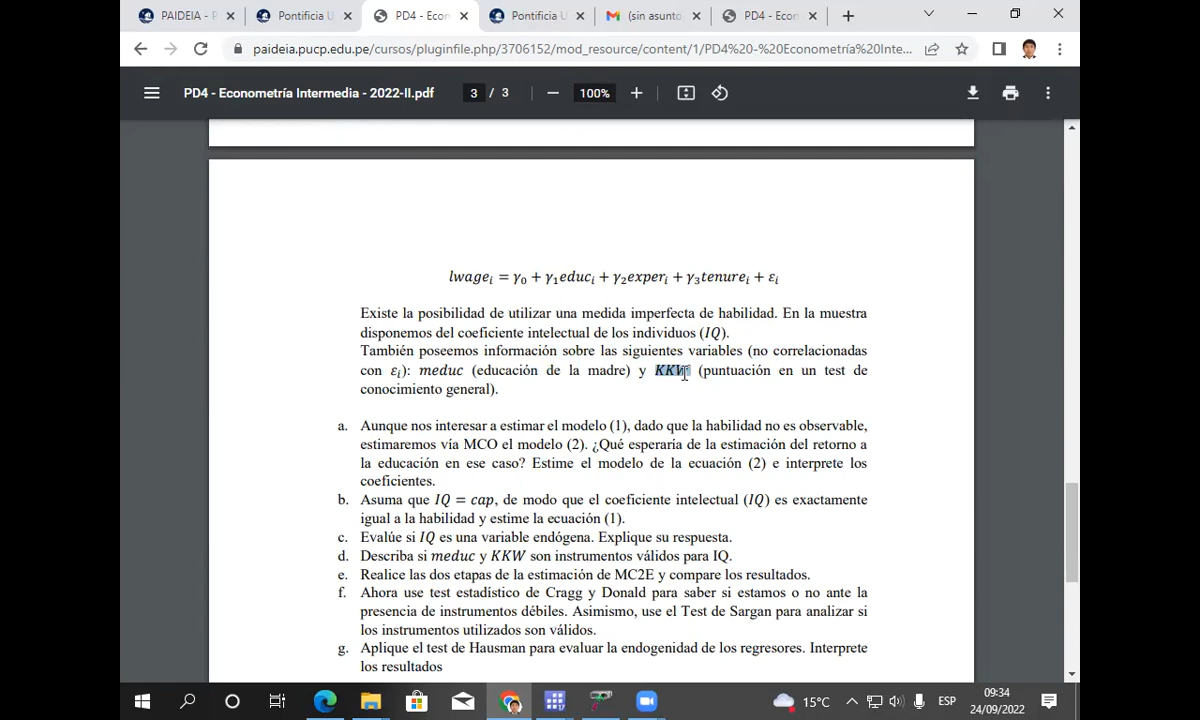 PAIDEIA - P
Pontificia U
PD4 - Econ
Pontificia U
(sin asunto
PD4 - Econ
paideia.pucp.edu.pe/cursos/pluginfile.php/3706152/mod_resource/content/1/PD4%20-%20Econometría%20Inte...
PD4 - Econometría Intermedia - 2022-II.pdf
3 / 3
100%
lwageᵢ = γ₀ + γ₁educᵢ + γ₂experᵢ + γ₃tenureᵢ + εᵢ
Existe la posibilidad de utilizar una medida imperfecta de habilidad. En la muestra
disponemos del coeficiente intelectual de los individuos (IQ).
También poseemos información sobre las siguientes variables (no correlacionadas
con εᵢ): meduc (educación de la madre) y KKW (puntuación en un test de
conocimiento general).
a. Aunque nos interesar a estimar el modelo (1), dado que la habilidad no es observable,
estimaremos vía MCO el modelo (2). ¿Qué esperaría de la estimación del retorno a
la educación en ese caso? Estime el modelo de la ecuación (2) e interprete los
coeficientes.
b. Asuma que IQ = cap, de modo que el coeficiente intelectual (IQ) es exactamente
igual a la habilidad y estime la ecuación (1).
c. Evalúe si IQ es una variable endógena. Explique su respuesta.
d. Describa si meduc y KKW son instrumentos válidos para IQ.
e. Realice las dos etapas de la estimación de MC2E y compare los resultados.
f. Ahora use test estadístico de Cragg y Donald para saber si estamos o no ante la
presencia de instrumentos débiles. Asimismo, use el Test de Sargan para analizar si
los instrumentos utilizados son válidos.
g. Aplique el test de Hausman para evaluar la endogenidad de los regresores. Interprete
los resultados
15°C
ESP
09:34
24/09/2022